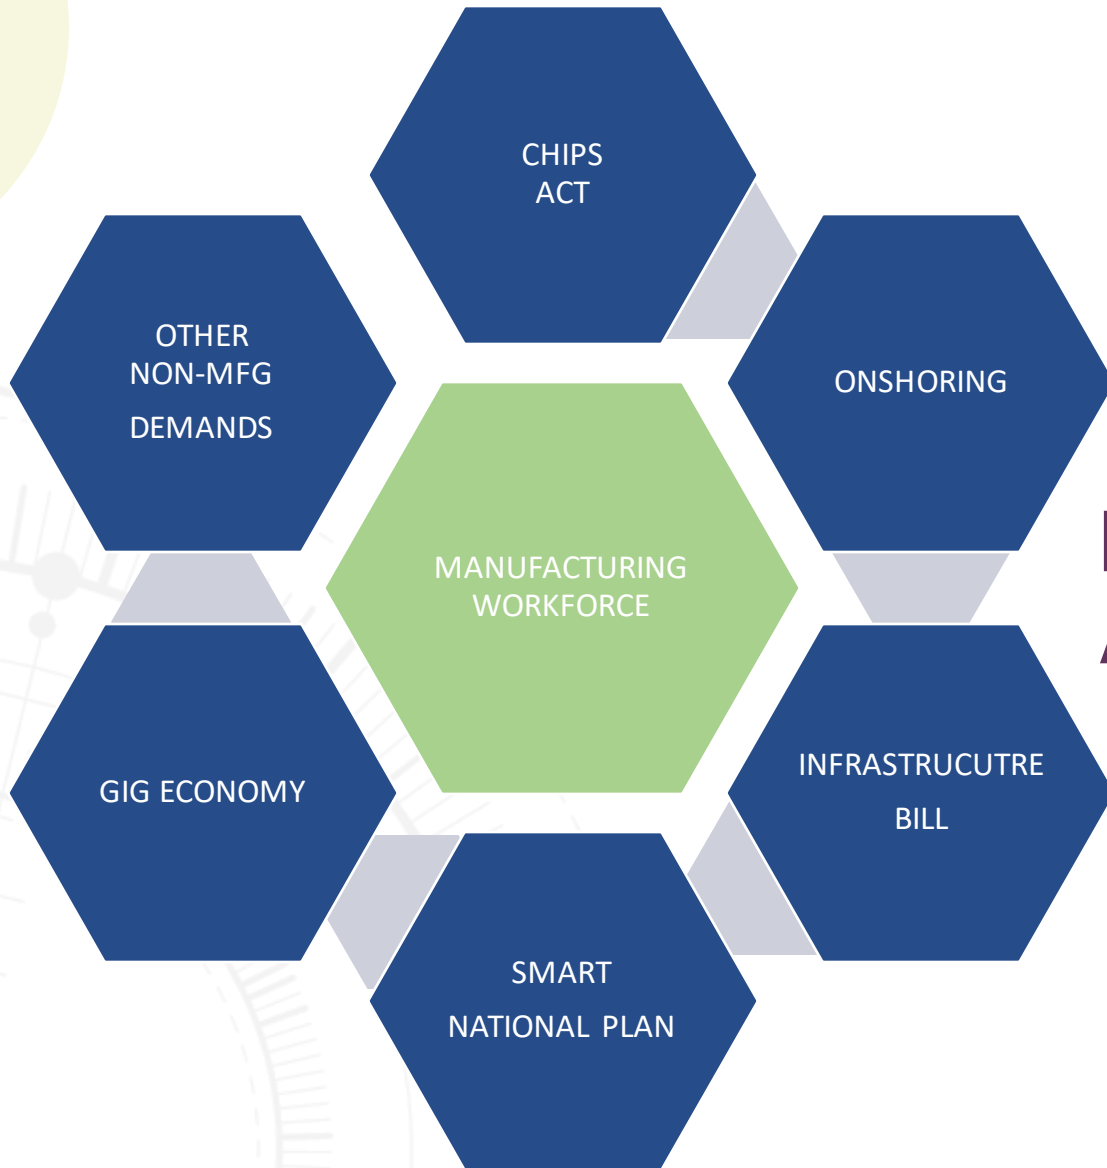 CHIPS
ACT
OTHER
NON-MFG
DEMANDS
ONSHORING
MANUFACTURING
WORKFORCE
GIG ECONOMY
INFRASTRUCUTRE
BILL
SMART
NATIONAL PLAN